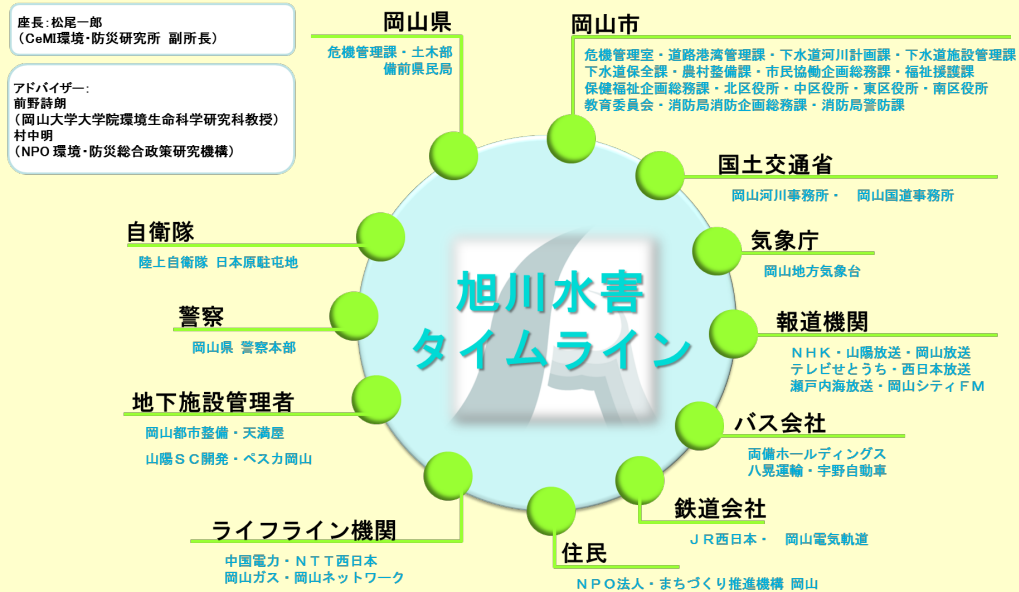 座長:松尾一郎
(CeMI環境・防災研究所 副所長)
アドバイザー:
前野詩朗
(岡山大学大学院環境生命科学研究科教授)
村中明
(NPO 環境・防災総合政策研究機構)
岡山県
危機管理課・土木部
備前県民局
岡山市
危機管理室・道路港湾管理課・下水道河川計画課・下水道施設管理課
下水道保全課・農村整備課・市民協働企画総務課・福祉援護課
保健福祉企画総務課・北区役所・中区役所・東区役所・南区役所
教育委員会・消防局消防企画総務課・消防局警防課
国土交通省
岡山河川事務所・ 岡山国道事務所
気象庁
岡山地方気象台
報道機関
NHK・山陽放送・岡山放送
テレビせとうち・西日本放送
瀬戸内海放送・岡山シティFM
バス会社
両備ホールディングス
八晃運輸・宇野自動車
鉄道会社
JR西日本・ 岡山電気軌道
住民
NPO法人・まちづくり推進機構 岡山
ライフライン機関
中国電力・NTT西日本
岡山ガス・岡山ネットワーク
地下施設管理者
岡山都市整備・天満屋
山陽SC開発・ペスカ岡山
警察
岡山県 警察本部
自衛隊
陸上自衛隊 日本原駐屯地
旭川水害
タイムライン